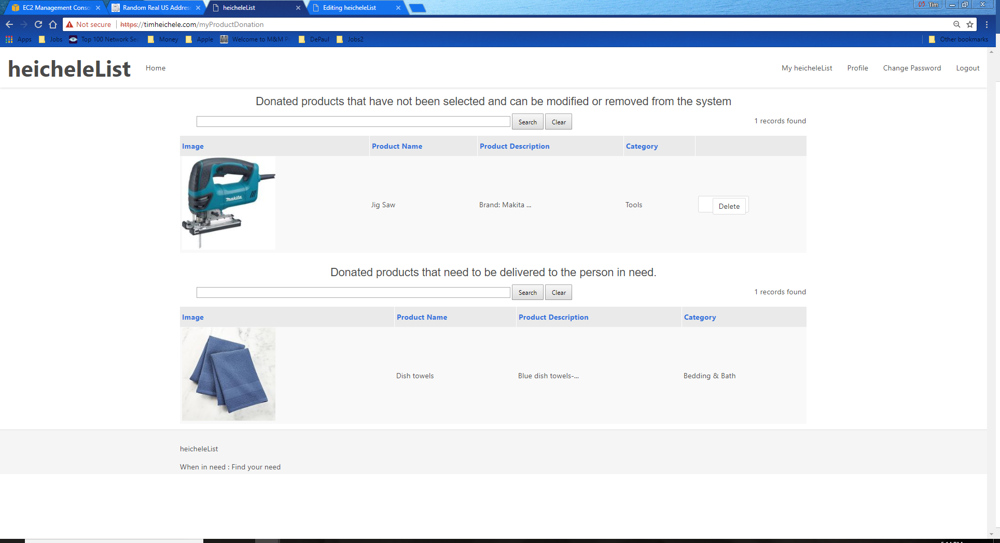 EC2 Management Conso
Random Real US Address
heicheleList
Editing heicheleList
Tim
Not secure
https://timheichele.com/myProductDonation
Apps
Jobs
Top 100 Network Sec
Money
Apple
Welcome to M&M Pr
DePaul
Jobs2
Other bookmarks
heicheleList
Home
My heicheleList
Profile
Change Password
Logout
Donated products that have not been selected and can be modified or removed from the system
Search
Clear
1 records found
Image
Product Name
Product Description
Category
makita
Jig Saw
Brand: Makita ...
Tools
Delete
Donated products that need to be delivered to the person in need.
Search
Clear
1 records found
Image
Product Name
Product Description
Category
Dish towels
Blue dish towels-...
Bedding & Bath
heicheleList
When in need : Find your need